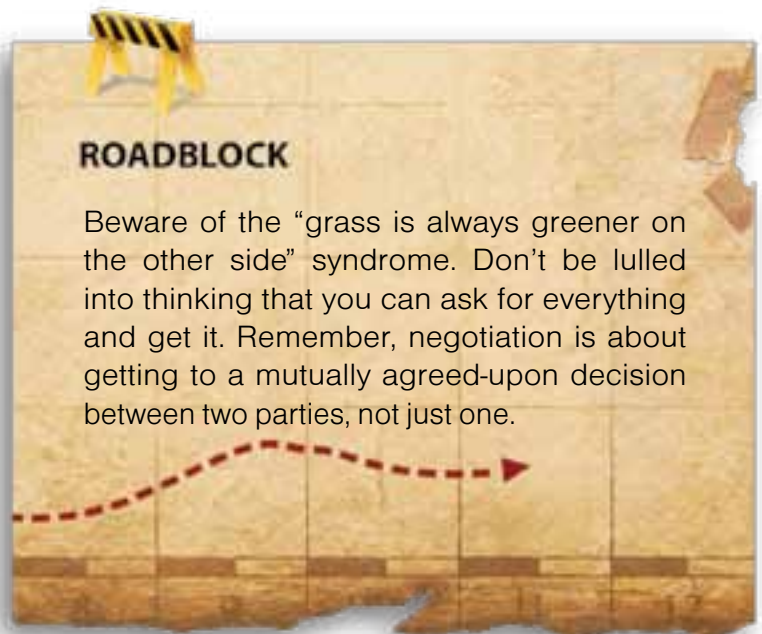 ROADBLOCK
Beware of the “grass is always greener on
the other side” syndrome. Don’t be lulled
into thinking that you can ask for everything
and get it. Remember, negotiation is about
getting to a mutually agreed-upon decision
between two parties, not just one.